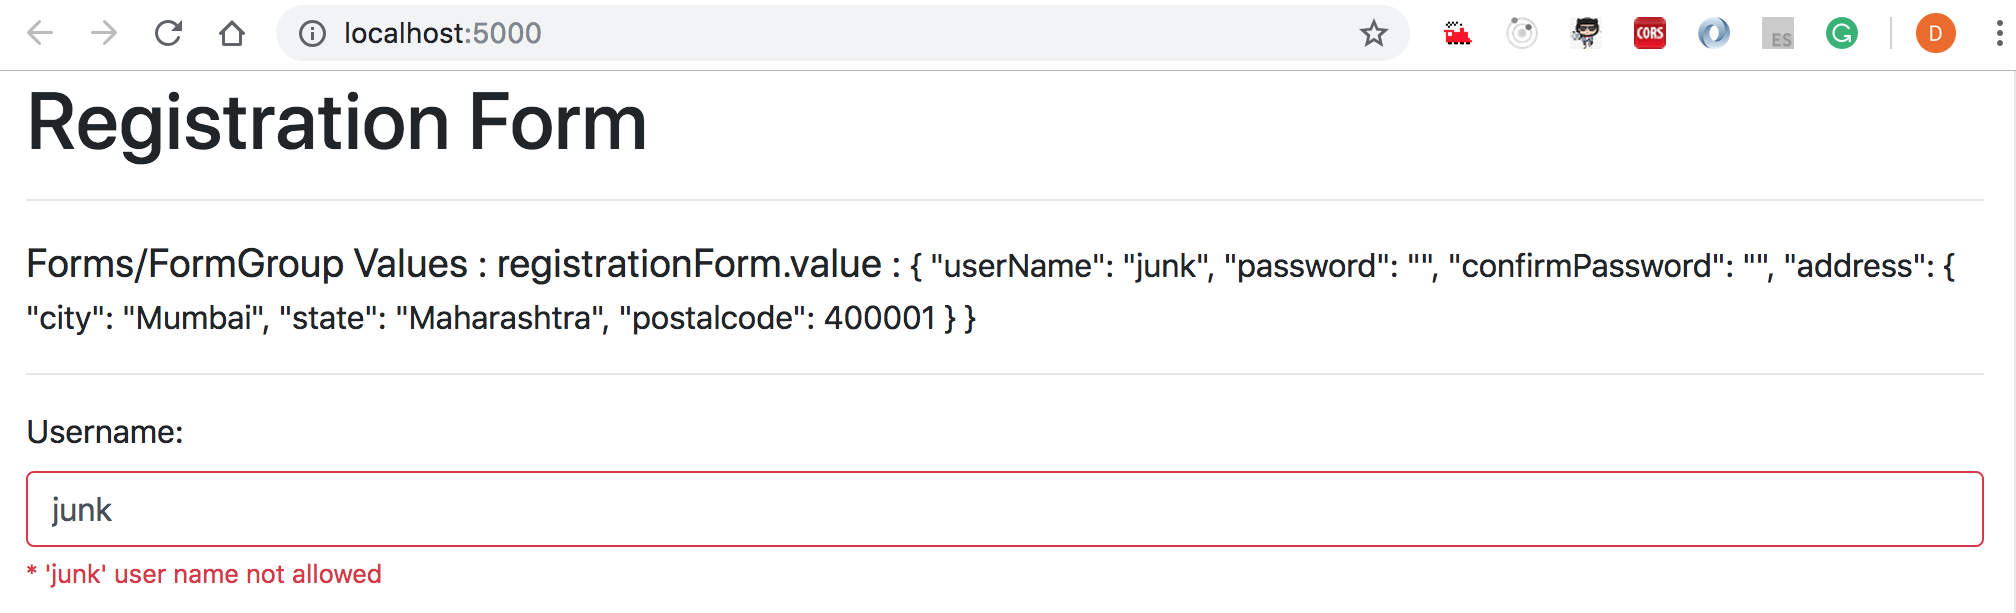 localhost:5000
CORS
ES
G
D
Registration Form
Forms/FormGroup Values : registrationForm.value : { "userName": "junk", "password": "", "confirmPassword": "", "address": {
"city": "Mumbai", "state": "Maharashtra", "postalcode": 400001 } }
Username:
junk
* 'junk' user name not allowed